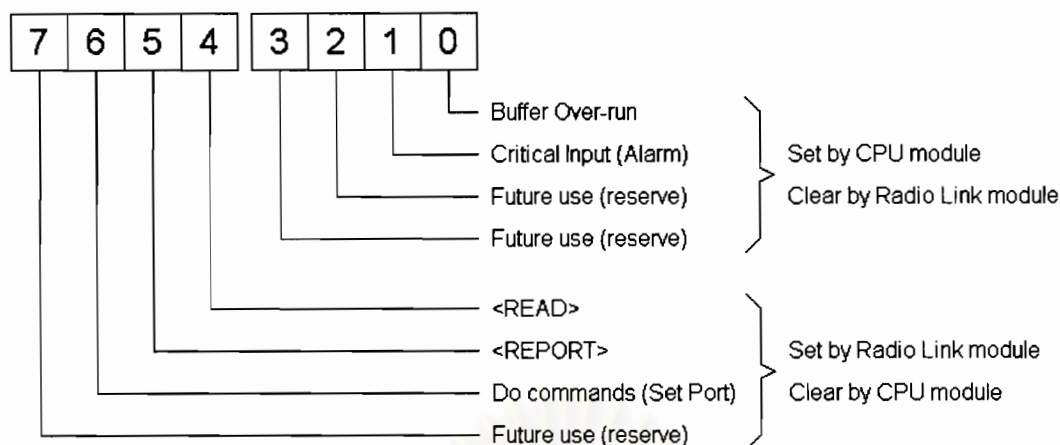 7 6 5 4 3 2 1 0
Buffer Over-run
Critical Input (Alarm)
Future use (reserve)
Future use (reserve)
Set by CPU module
Clear by Radio Link module
<READ>
<REPORT>
Do commands (Set Port)
Future use (reserve)
Set by Radio Link module
Clear by CPU module